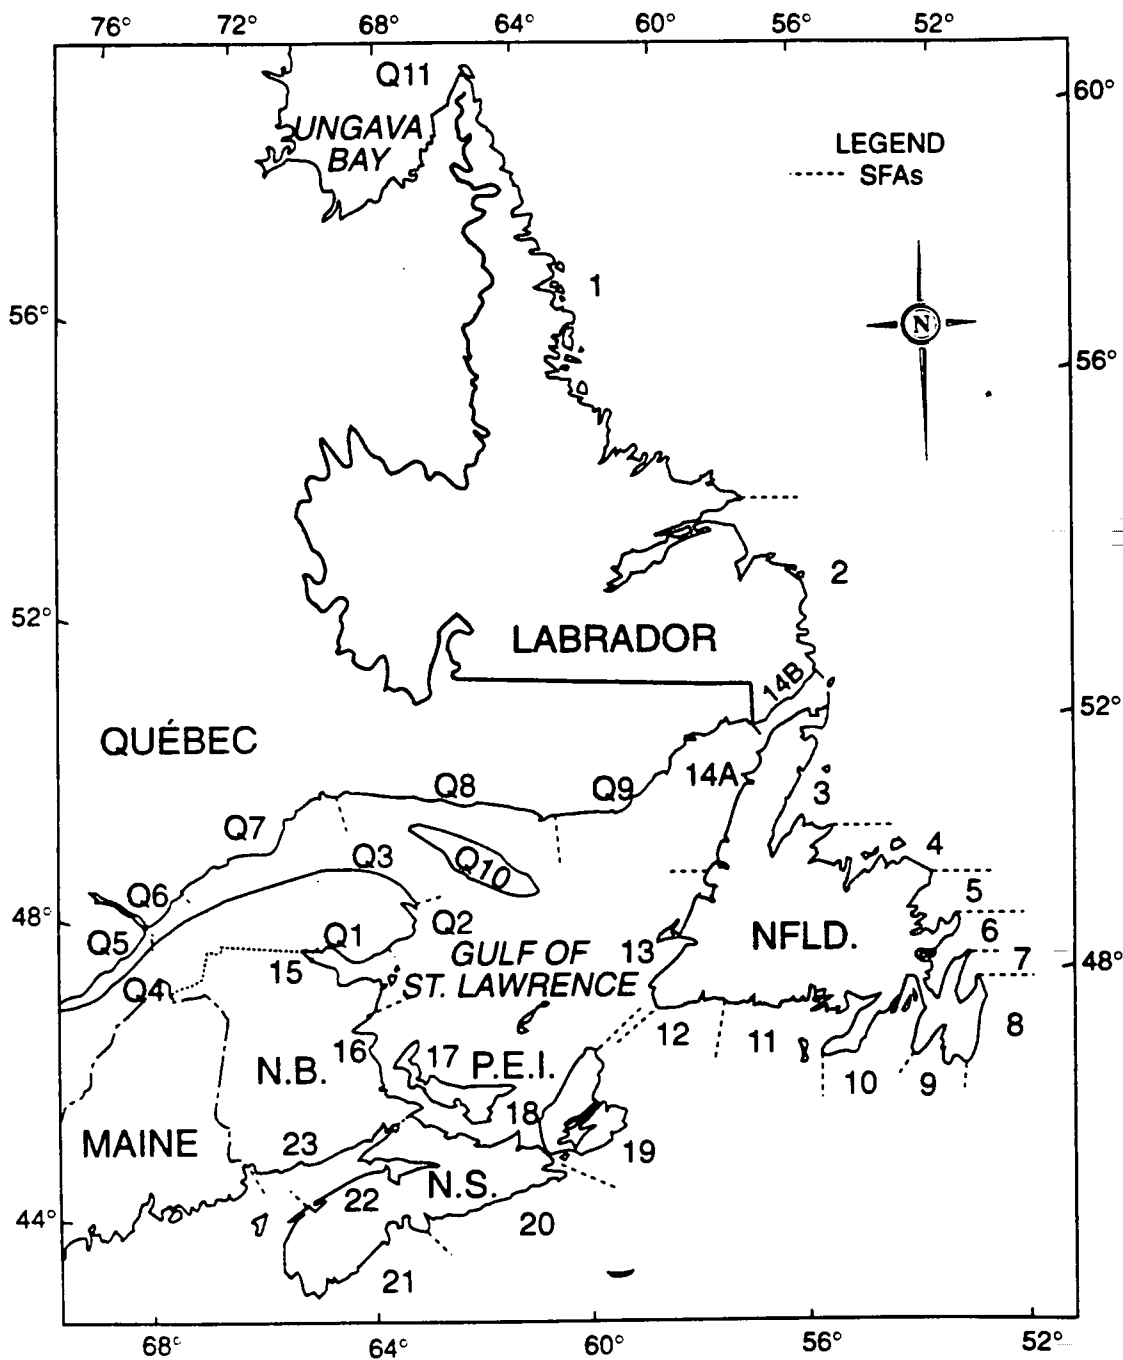 76° 72° 68° 64° 60° 56° 52°
Q11
60°
UNGAVA
BAY
LEGEND
SFAs
1
N
56°
56°
2
52°
LABRADOR
14B
52°
QUÉBEC
14A
Q8
Q9
3
Q7
4
Q3
Q10
Q6
5
48°
Q2
Q1
6
Q5
NFLD.
GULF OF
13
7
15
ST. LAWRENCE
48°
Q4
8
12
11
16
17
P.E.I.
N.B.
10
9
18
MAINE
23
19
N.S.
22
44°
20
21
68° 64° 60° 56° 52°